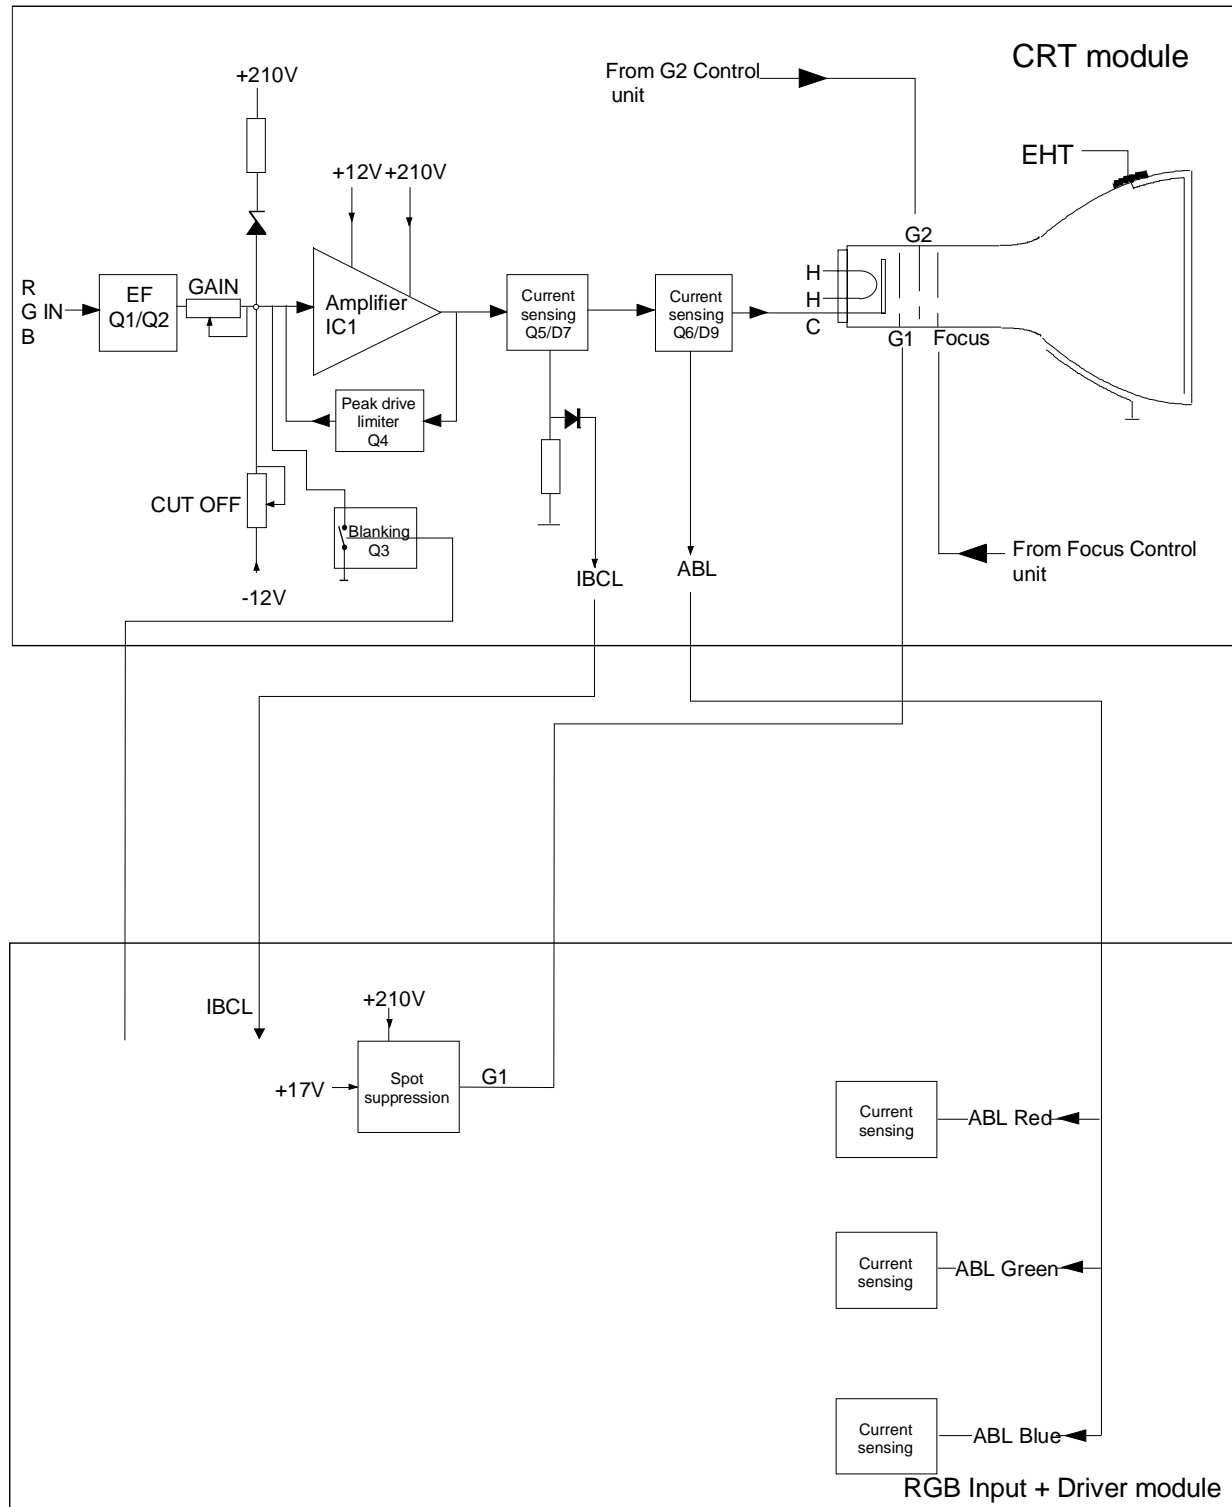 CRT module
+210V
From G2 Control
unit
EHT
+12V
+210V
G2
R
G IN
B
EF
Q1/Q2
GAIN
Amplifier
IC1
Current
sensing
Q5/D7
Current
sensing
Q6/D9
H
H
C
G1
Focus
Peak drive
limiter
Q4
CUT OFF
Blanking
Q3
-12V
IBCL
ABL
From Focus Control
unit
IBCL
+210V
+17V
Spot
suppression
G1
Current
sensing
ABL Red
Current
sensing
ABL Green
Current
sensing
ABL Blue
RGB Input + Driver module